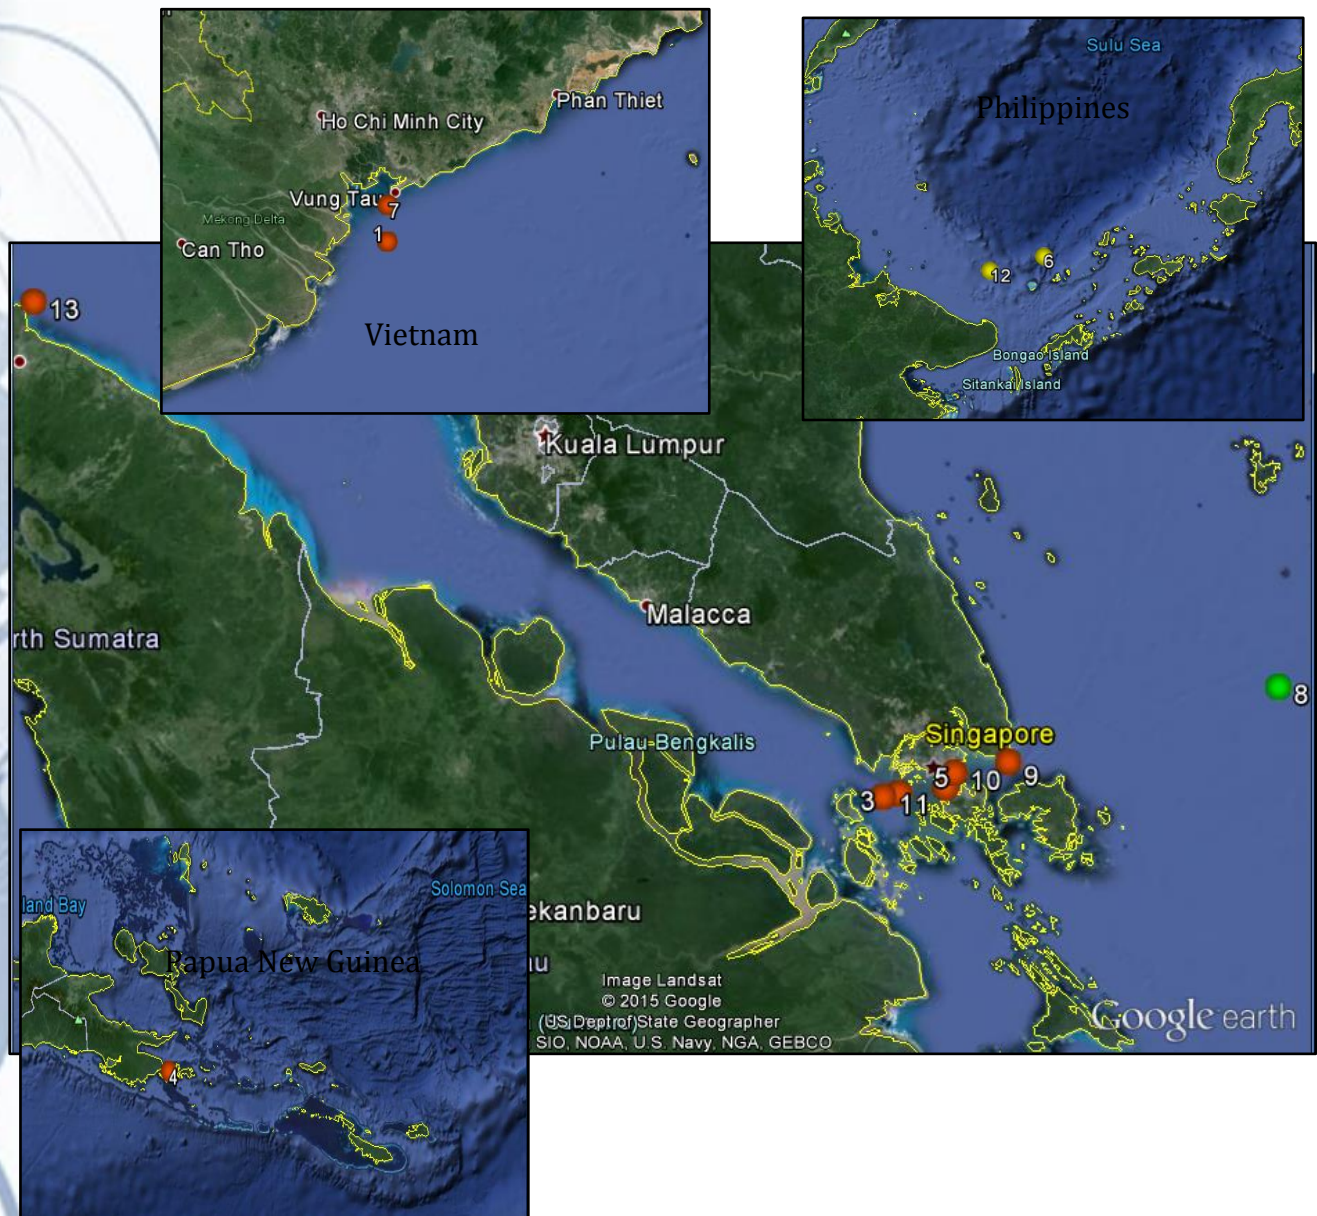 Phan Thiet
Ho Chi Minh City
Vung Tau
7
Mekong Delta
1
Can Tho
Vietnam
Sulu Sea
Philippines
6
12
Bongao Island
Sitankai Island
13
Kuala Lumpur
Malacca
rth Sumatra
8
Singapore
Pulau Bengkalis
5
10
9
3
11
Solomon Sea
land Bay
Papua New Guinea
4
ekanbaru
au
Image Landsat
© 2015 Google
US Dept of State Geographer
SIO, NOAA, U.S. Navy, NGA, GEBCO
Google earth